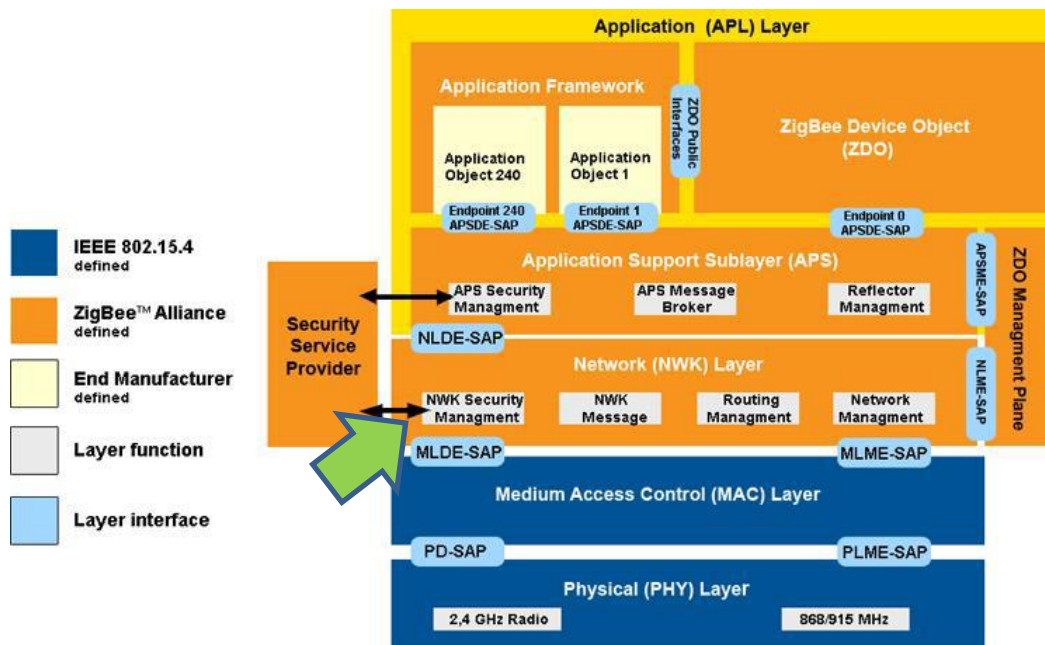 Application (APL) Layer
Application Framework
ZDO Public
Interfaces
ZigBee Device Object
(ZDO)
Application
Object 240
Application
Object 1
Endpoint 240
APSDE-SAP
Endpoint 1
APSDE-SAP
Endpoint 0
APSDE-SAP
IEEE 802.15.4
defined
ZigBee™ Alliance
defined
End Manufacturer
defined
Layer function
Layer interface
Security
Service
Provider
Application Support Sublayer (APS)
APS Security
Managment
APS Message
Broker
Reflector
Managment
APSME-SAP
ZDO Managment Plane
NLDE-SAP
Network (NWK) Layer
NWK Security
Managment
NWK
Message
Routing
Managment
Network
Managment
NLME-SAP
MLDE-SAP
MLME-SAP
Medium Access Control (MAC) Layer
PD-SAP
PLME-SAP
Physical (PHY) Layer
2,4 GHz Radio
868/915 MHz